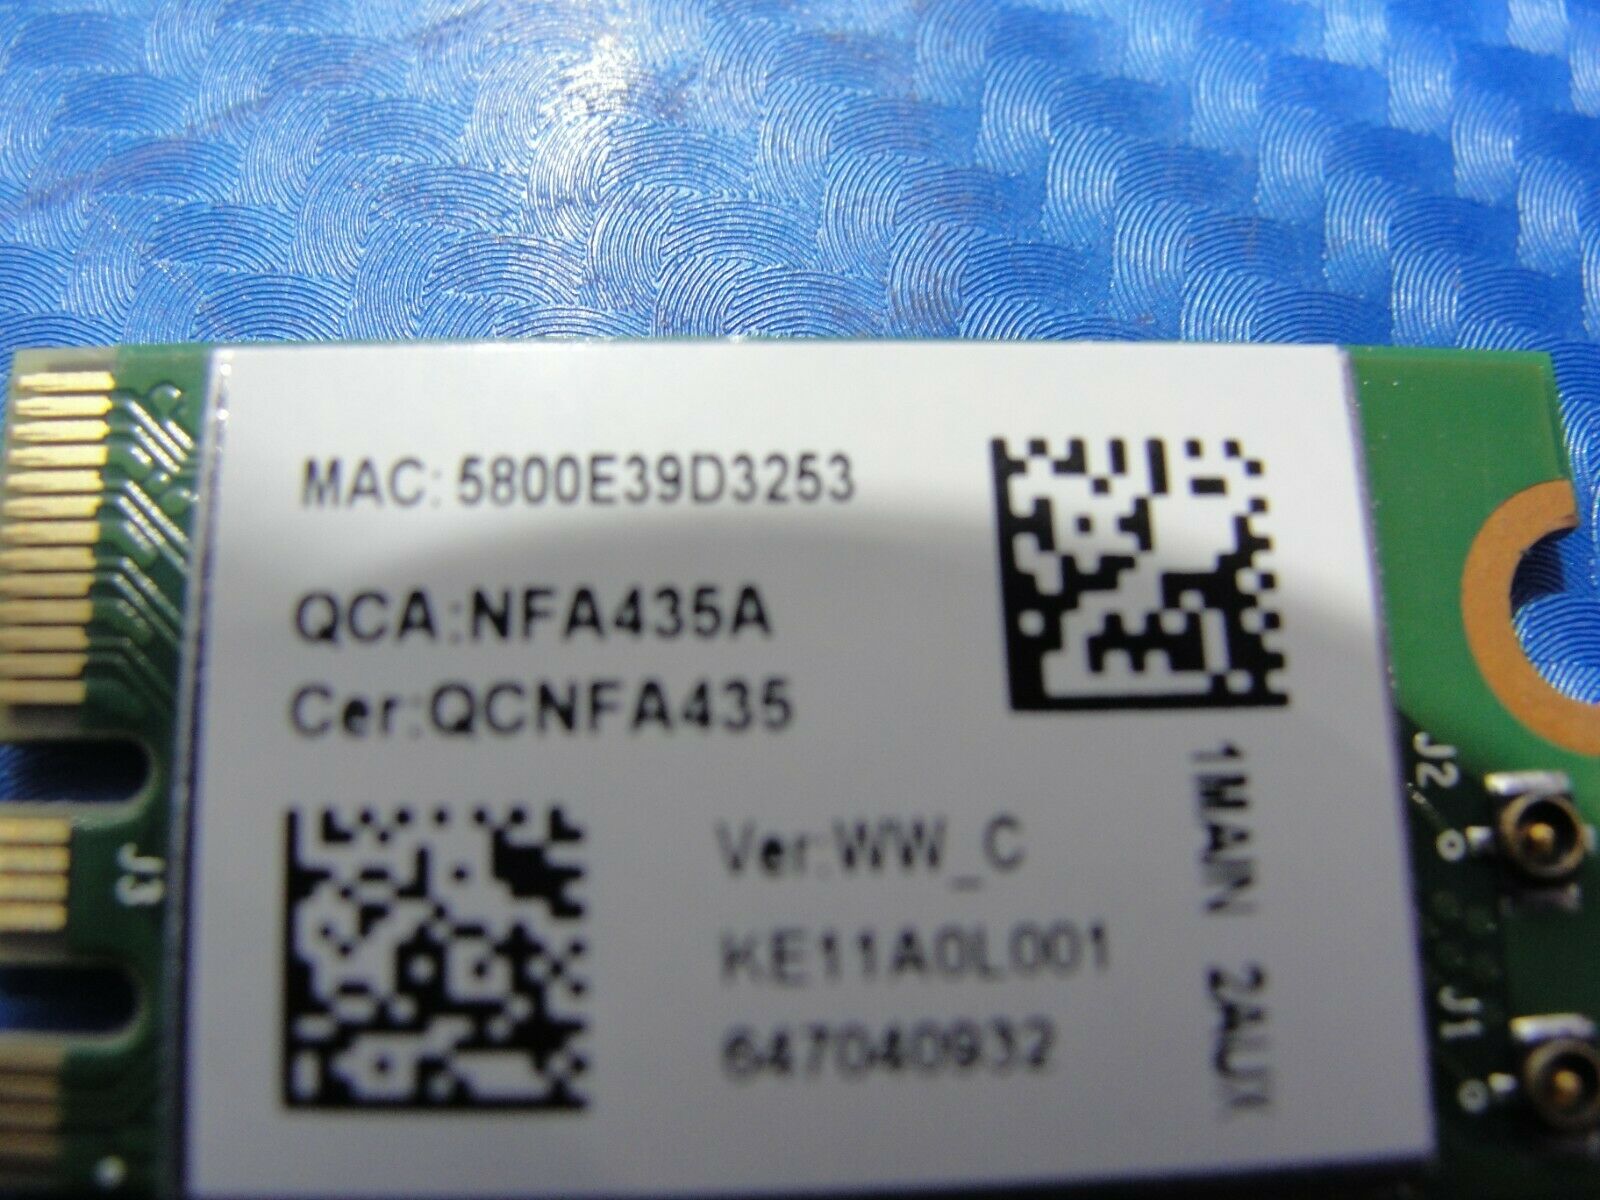 MAC: 5800E39D3253
QCA:NFA435A
Cer:QCNFA435
Ver:WW_C
KE11A0L001
647040932
1MAIN 2AUX
J2
J1
J3